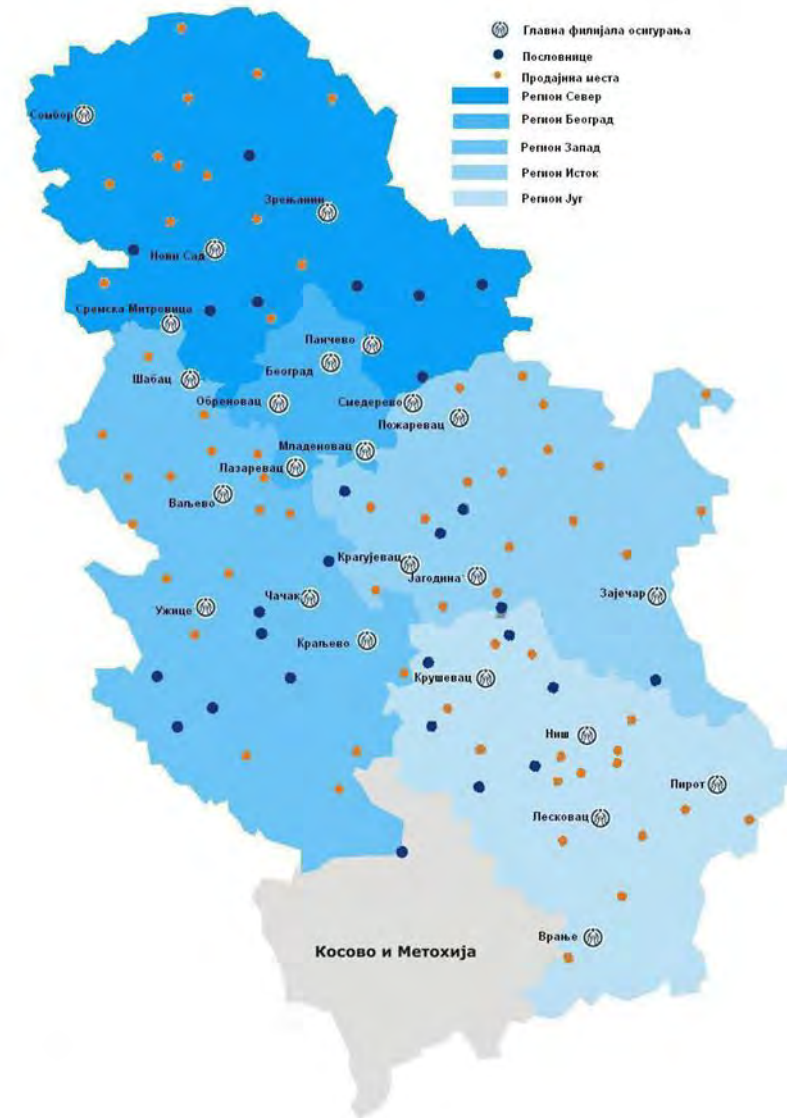 Главна филијала осигурања
Пословнице
Продајнна места
Регион Север
Регион Београд
Регион Запад
Регион Исток
Регион Југ
Сомбор
Зрењанин
Нови Сад
Сремска Митровица
Панчево
Београд
Шабац
Обреновац
Смедерево
Пожаревац
Младеновац
Лазаревац
Ваљево
Крагујевац
Јагодина
Чачак
Зајечар
Ужице
Краљево
Крушевац
Ниш
Пирот
Лесковац
Врање
Косово и Метохија